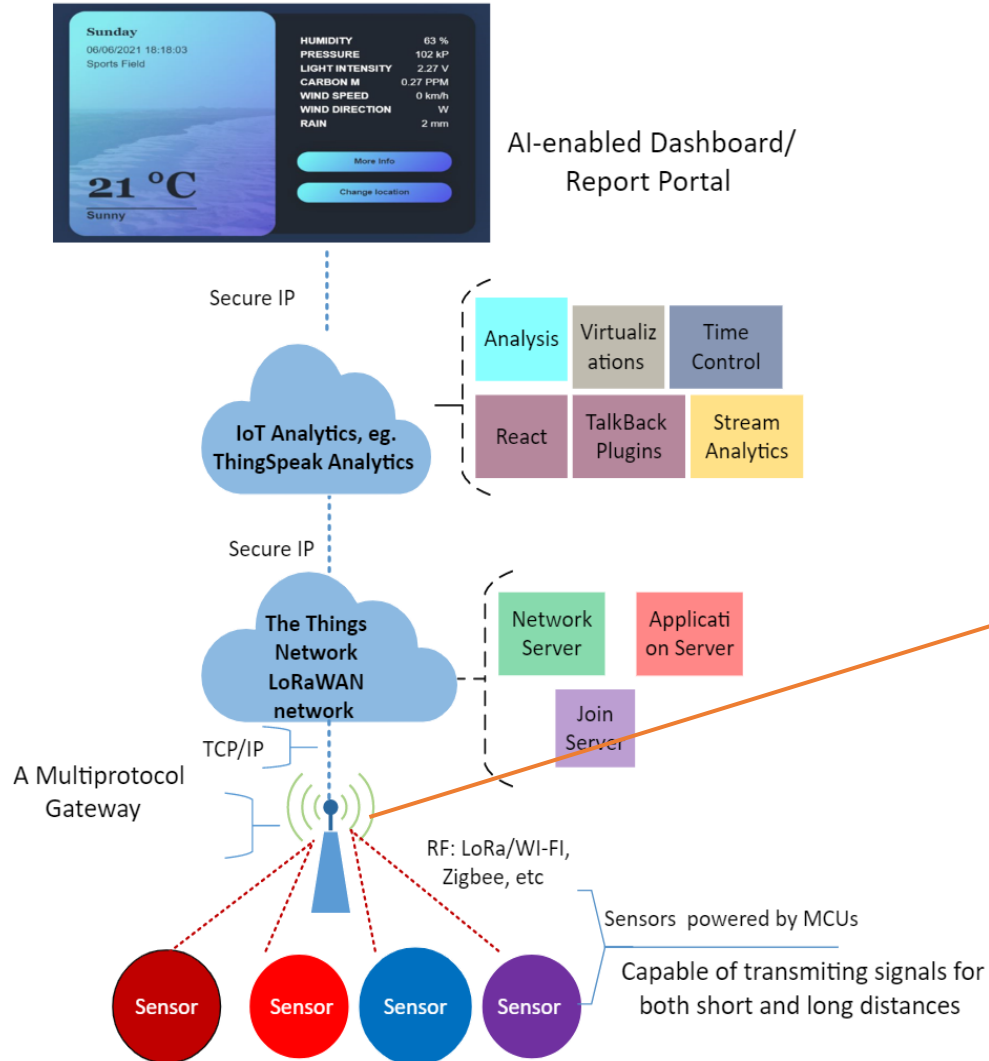 Sunday
06/06/2021 18:18:03
Sports Field
21 °C
Sunny
HUMIDITY 63 %
PRESSURE 102 kP
LIGHT INTENSITY 2.27 V
CARBON M 0.27 PPM
WIND SPEED 0 km/h
WIND DIRECTION W
RAIN 2 mm
More Info
Change location
AI-enabled Dashboard/
Report Portal
Secure IP
IoT Analytics, eg.
ThingSpeak Analytics
Analysis
Virtualiz
ations
Time
Control
React
TalkBack
Plugins
Stream
Analytics
Secure IP
The Things
Network
LoRaWAN
network
Network
Server
Applicati
on Server
Join
Server
TCP/IP
A Multiprotocol
Gateway
RF: LoRa/WI-FI,
Zigbee, etc
Sensors powered by MCUs
Capable of transmiting signals for
both short and long distances
Sensor
Sensor
Sensor
Sensor